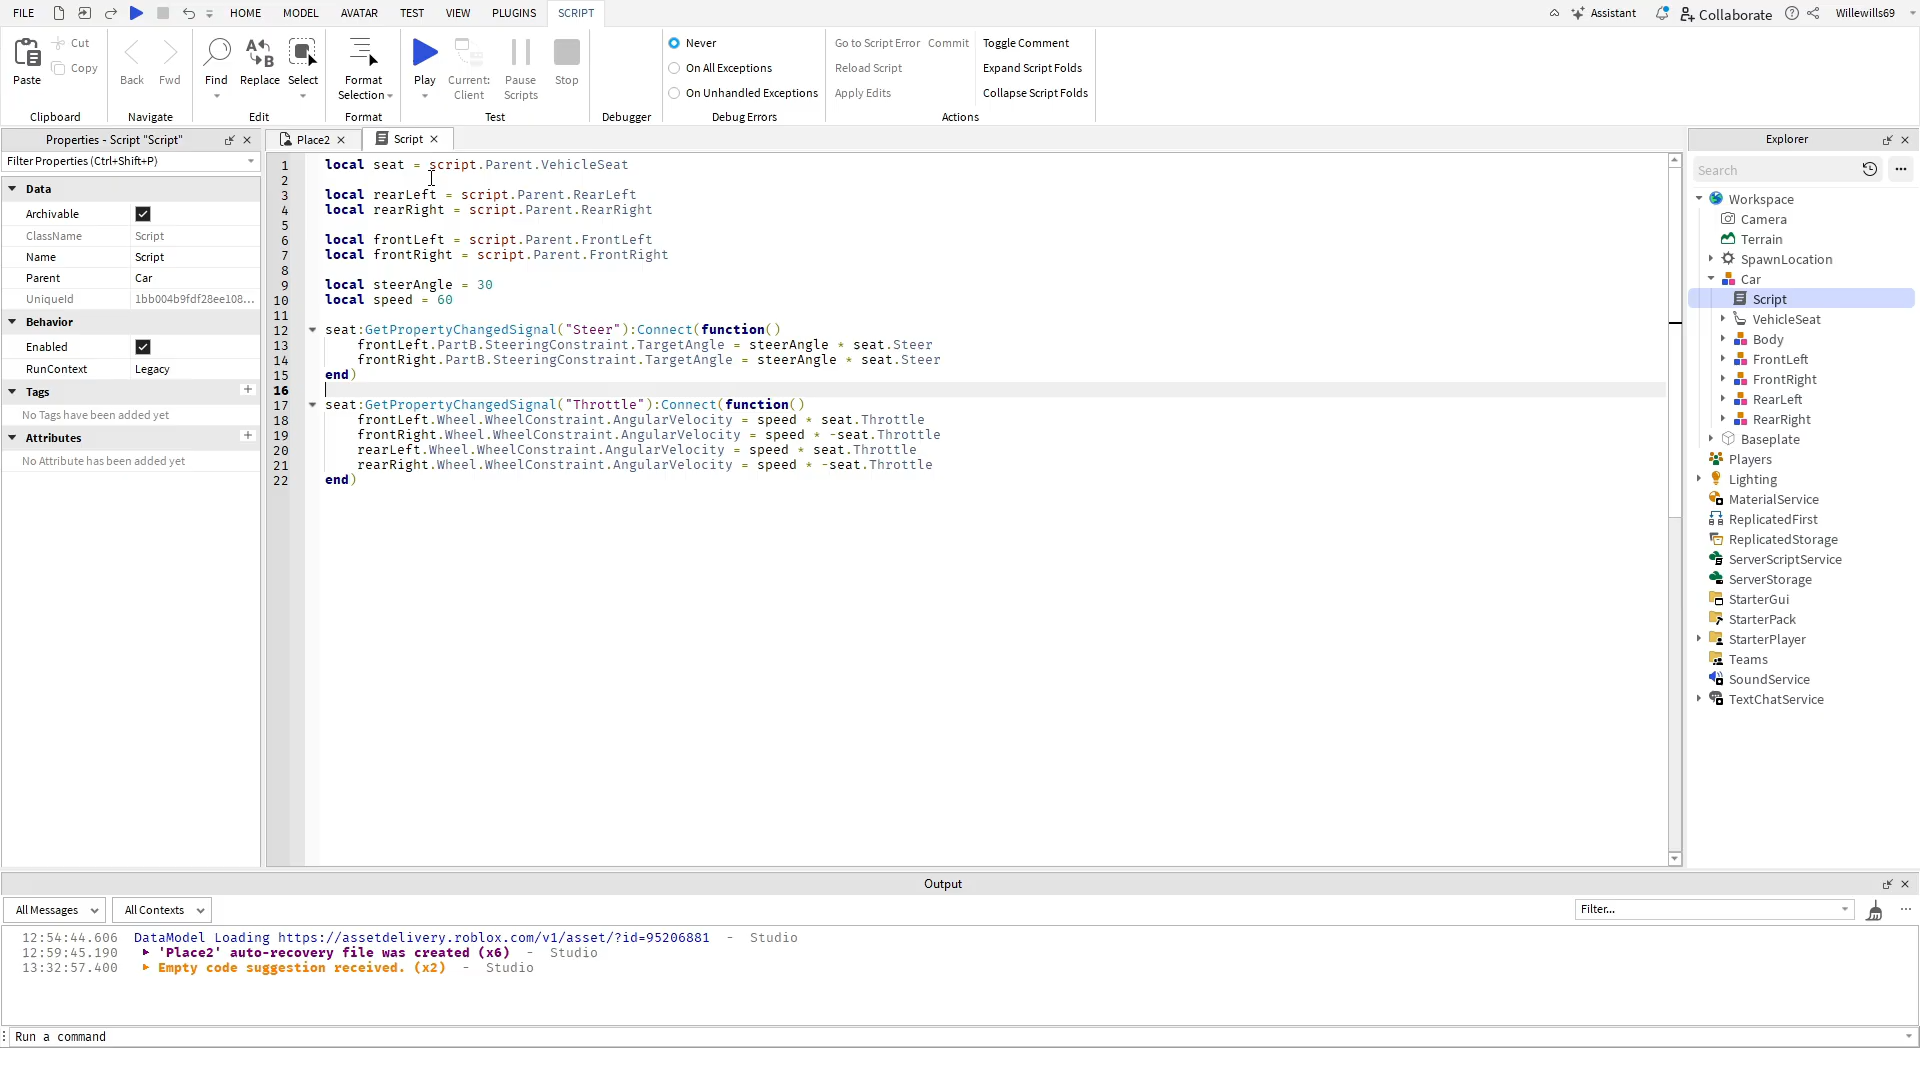 FILE HOME MODEL AVATAR TEST VIEW PLUGINS SCRIPT Assistant Collaborate Willewills69
Paste Cut Copy
Clipboard
Back Fwd
Navigate
Find Replace Select
Edit
Format
Selection
Format
Play Current:
Client
Pause
Scripts
Stop
Test
Debugger
Never
On All Exceptions
On Unhandled Exceptions
Debug Errors
Go to Script Error Commit Toggle Comment
Reload Script Expand Script Folds
Apply Edits Collapse Script Folds
Actions
Properties - Script "Script"
Filter Properties (Ctrl+Shift+P)
Data
Archivable
ClassName Script
Name Script
Parent Car
UniqueId 1bb004b9fdf28ee108...
Behavior
Enabled
RunContext Legacy
Tags
No Tags have been added yet
Attributes
No Attribute has been added yet
Place2 Script
1 local seat = script.Parent.VehicleSeat
2
3 local rearLeft = script.Parent.RearLeft
4 local rearRight = script.Parent.RearRight
5
6 local frontLeft = script.Parent.FrontLeft
7 local frontRight = script.Parent.FrontRight
8
9 local steerAngle = 30
10 local speed = 60
11
12 seat:GetPropertyChangedSignal("Steer"):Connect(function()
13 frontLeft.PartB.SteeringConstraint.TargetAngle = steerAngle * seat.Steer
14 frontRight.PartB.SteeringConstraint.TargetAngle = steerAngle * seat.Steer
15 end)
16
17 seat:GetPropertyChangedSignal("Throttle"):Connect(function()
18 frontLeft.Wheel.WheelConstraint.AngularVelocity = speed * seat.Throttle
19 frontRight.Wheel.WheelConstraint.AngularVelocity = speed * -seat.Throttle
20 rearLeft.Wheel.WheelConstraint.AngularVelocity = speed * seat.Throttle
21 rearRight.Wheel.WheelConstraint.AngularVelocity = speed * -seat.Throttle
22 end)
Explorer
Search
Workspace
Camera
Terrain
SpawnLocation
Car
Script
VehicleSeat
Body
FrontLeft
FrontRight
RearLeft
RearRight
Baseplate
Players
Lighting
MaterialService
ReplicatedFirst
ReplicatedStorage
ServerScriptService
ServerStorage
StarterGui
StarterPack
StarterPlayer
Teams
SoundService
TextChatService
Output
All Messages All Contexts Filter...
12:54:44.606 DataModel Loading https://assetdelivery.roblox.com/v1/asset/?id=95206881 - Studio
12:59:45.190 'Place2' auto-recovery file was created (x6) - Studio
13:32:57.400 Empty code suggestion received. (x2) - Studio
Run a command